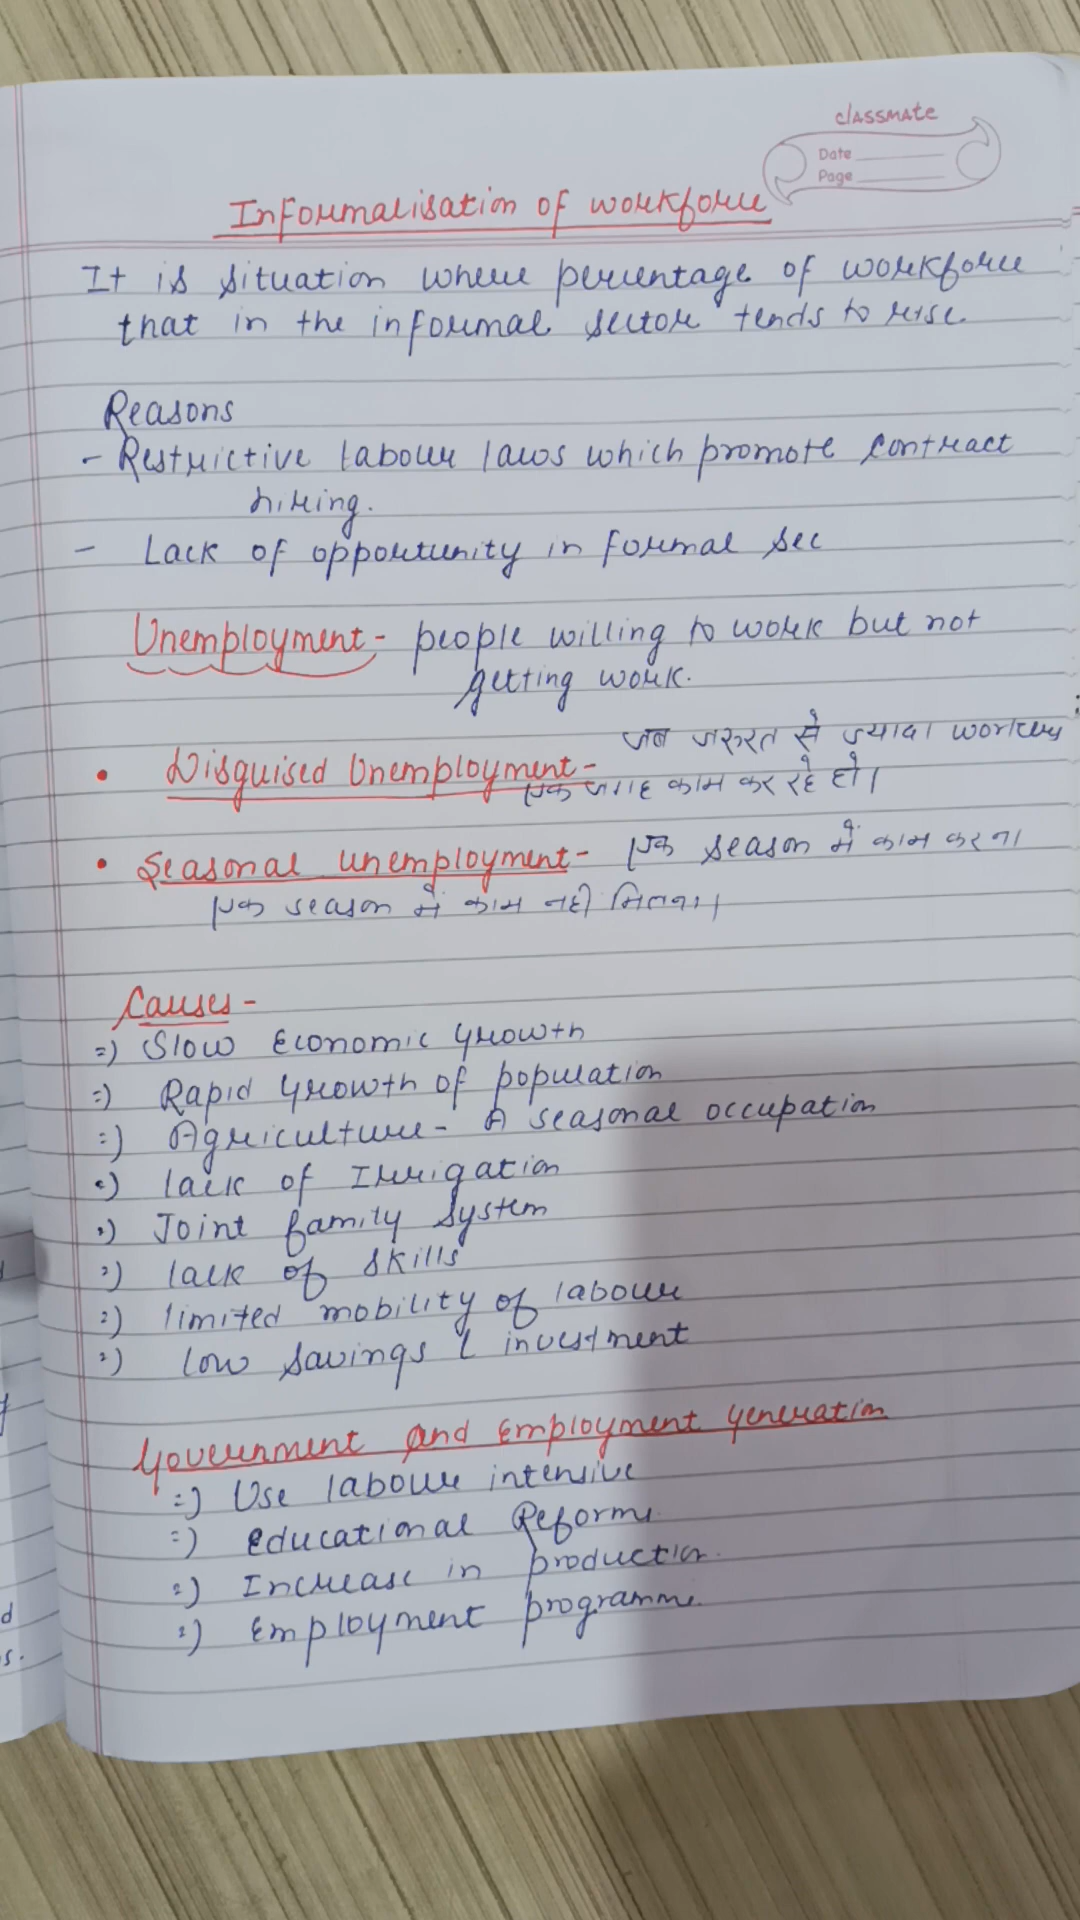 classmate
Date
Page
Informalisation of workforce
It is situation where percentage of workforce
that in the informal sector tends to rise.
Reasons
- Restrictive labour laws which promote contract
hiring.
- Lack of opportunity in formal sec
Unemployment - people willing to work but not
getting work.
जब जरुरत से ज्यादा workers
• Disguised Unemployment -
एक जगह काम कर रहे हो।
• Seasonal unemployment - एक season में काम करना
एक season में काम नही मिलना।
Causes -
=) Slow Economic growth
=) Rapid growth of population
=) Agriculture - A seasonal occupation
=) lack of Irrigation
=) Joint family system
=) lack of skills
=) limited mobility of labour
=) low savings & investment
Government and Employment generation
=) Use labour intensive
=) Educational Reforms.
=) Increase in production.
=) Employment programme.
d
s.